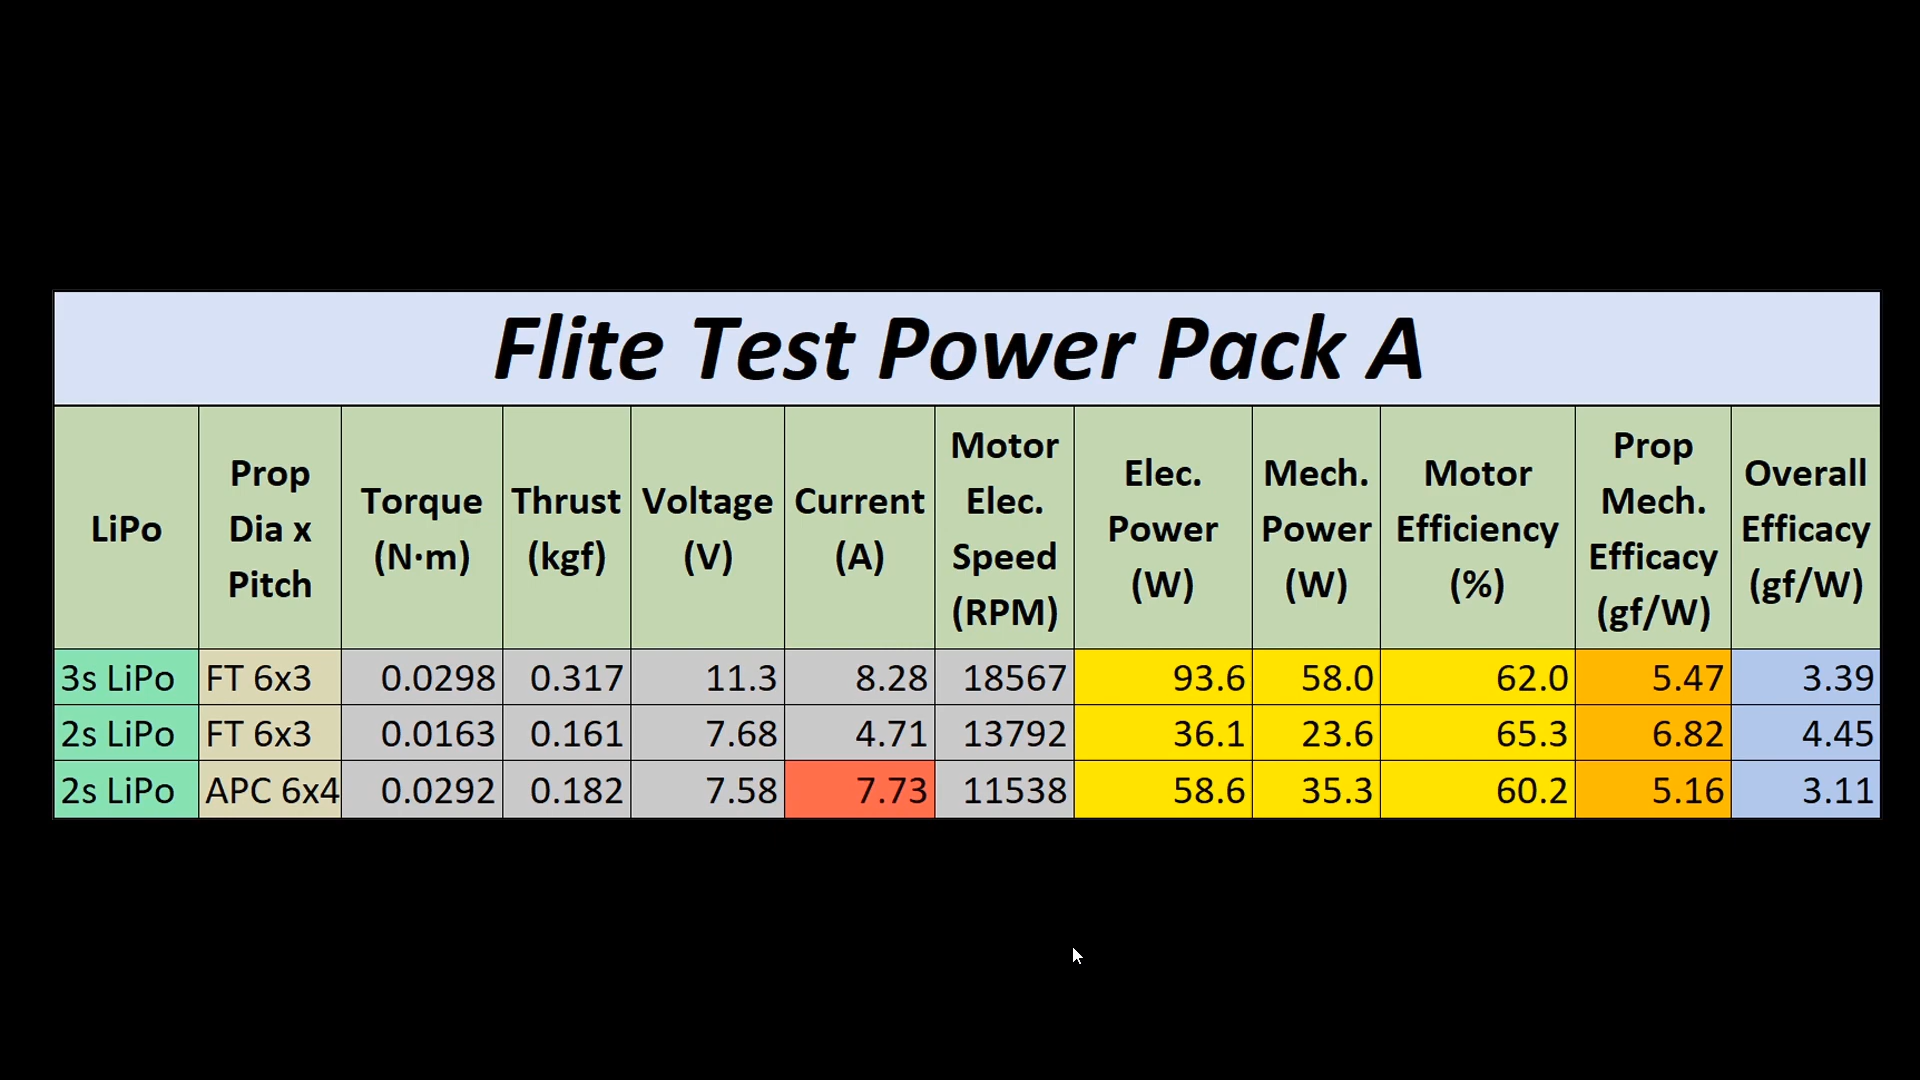 Flite Test Power Pack A
LiPo
Prop
Dia x
Pitch
Torque
(N·m)
Thrust
(kgf)
Voltage
(V)
Current
(A)
Motor
Elec.
Speed
(RPM)
Elec.
Power
(W)
Mech.
Power
(W)
Motor
Efficiency
(%)
Prop
Mech.
Efficacy
(gf/W)
Overall
Efficacy
(gf/W)
3s LiPo FT 6x3 0.0298 0.317 11.3 8.28 18567 93.6 58.0 62.0 5.47 3.39
2s LiPo FT 6x3 0.0163 0.161 7.68 4.71 13792 36.1 23.6 65.3 6.82 4.45
2s LiPo APC 6x4 0.0292 0.182 7.58 7.73 11538 58.6 35.3 60.2 5.16 3.11